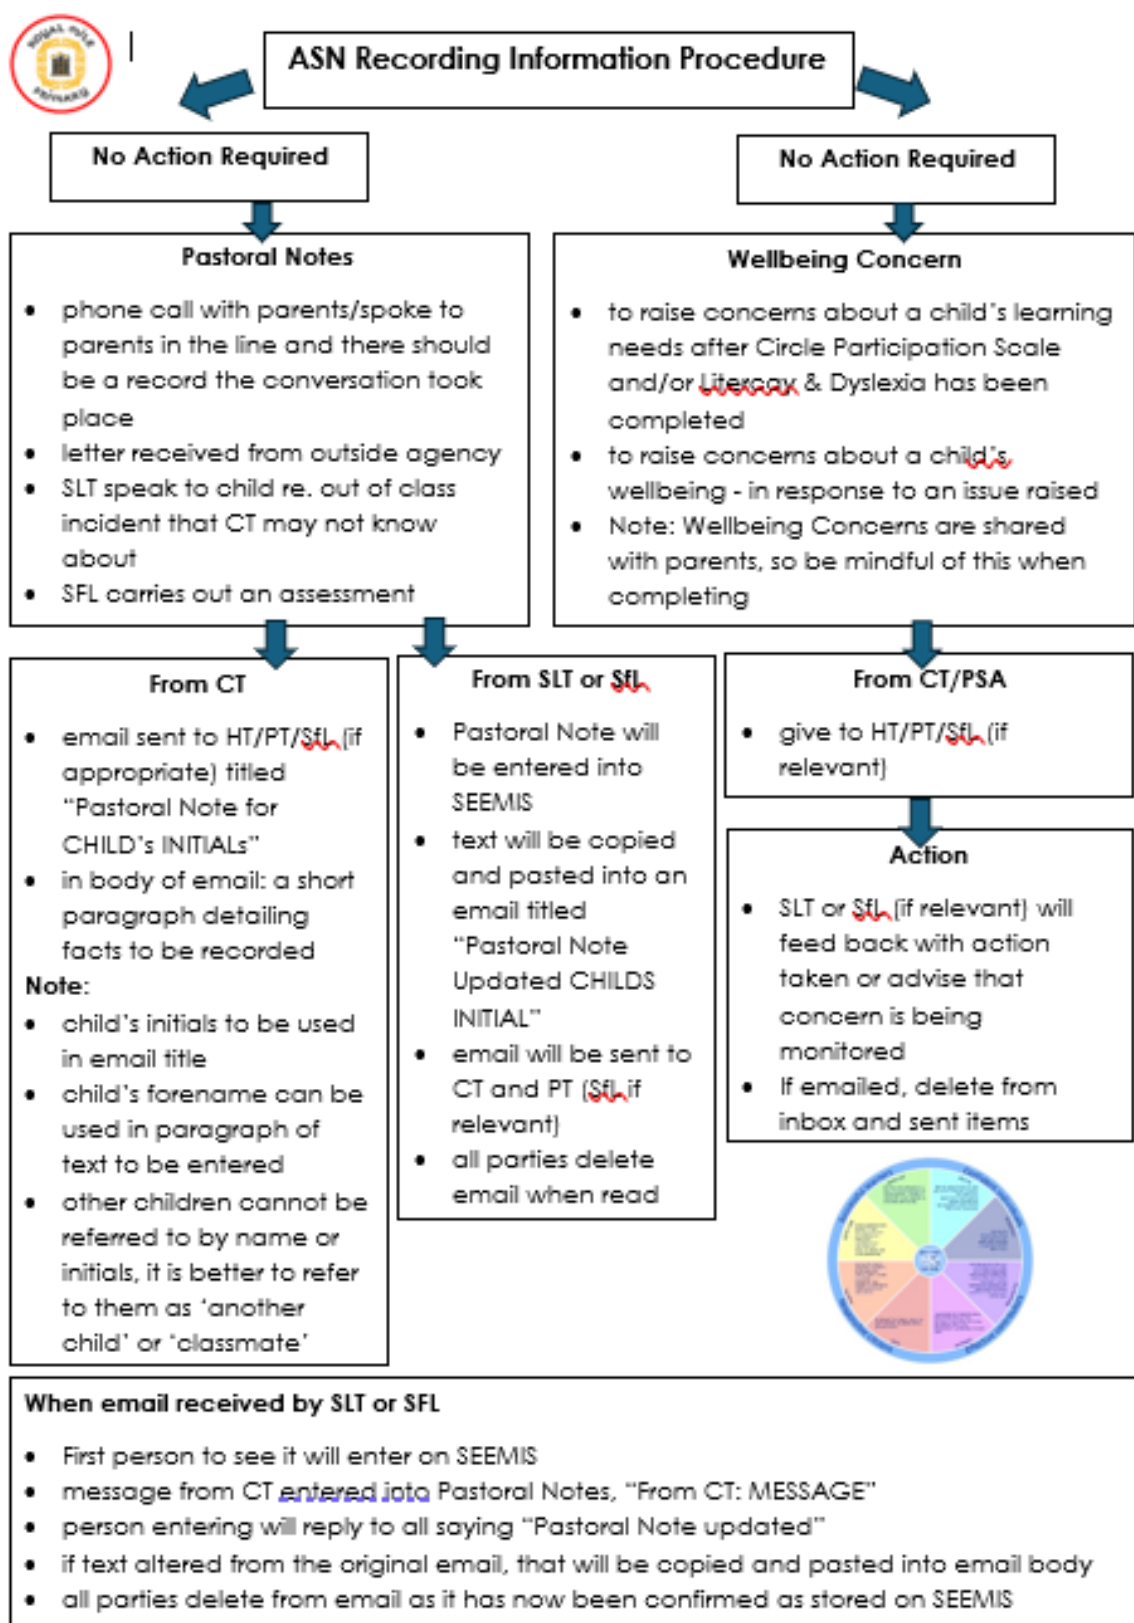 ROYAL MILE
PRIMARY
ASN Recording Information Procedure
No Action Required
No Action Required
Pastoral Notes
• phone call with parents/spoke to
parents in the line and there should
be a record the conversation took
place
• letter received from outside agency
• SLT speak to child re. out of class
incident that CT may not know
about
• SFL carries out an assessment
Wellbeing Concern
• to raise concerns about a child's learning
needs after Circle Participation Scale
and/or Litercay & Dyslexia has been
completed
• to raise concerns about a child's
wellbeing - in response to an issue raised
• Note: Wellbeing Concerns are shared
with parents, so be mindful of this when
completing
From CT
• email sent to HT/PT/SfL (if
appropriate) titled
“Pastoral Note for
CHILD's INITIALs”
• in body of email: a short
paragraph detailing
facts to be recorded
Note:
• child's initials to be used
in email title
• child's forename can be
used in paragraph of
text to be entered
• other children cannot be
referred to by name or
initials, it is better to refer
to them as ‘another
child’ or ‘classmate’
From SLT or SfL
• Pastoral Note will
be entered into
SEEMIS
• text will be copied
and pasted into an
email titled
“Pastoral Note
Updated CHILDS
INITIAL”
• email will be sent to
CT and PT (SfL if
relevant)
• all parties delete
email when read
From CT/PSA
• give to HT/PT/SfL (if
relevant)
Action
• SLT or SfL (if relevant) will
feed back with action
taken or advise that
concern is being
monitored
• If emailed, delete from
inbox and sent items
When email received by SLT or SFL
• First person to see it will enter on SEEMIS
• message from CT entered into Pastoral Notes, “From CT: MESSAGE”
• person entering will reply to all saying “Pastoral Note updated”
• if text altered from the original email, that will be copied and pasted into email body
• all parties delete from email as it has now been confirmed as stored on SEEMIS